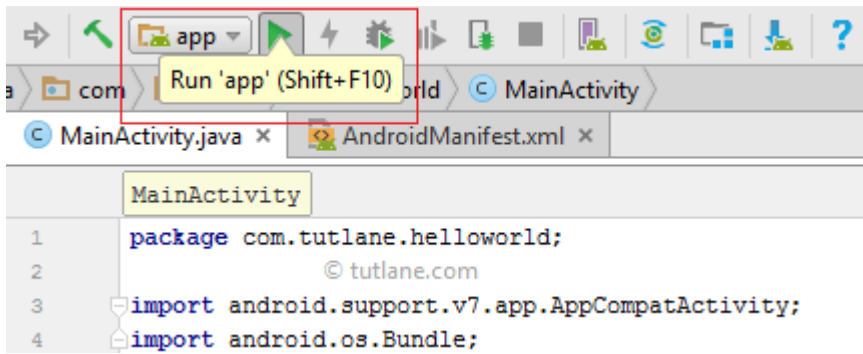 app ?
Run 'app' (Shift+F10)
a com rld C MainActivity
C MainActivity.java × AndroidManifest.xml ×
MainActivity
1 package com.tutlane.helloworld;
2 © tutlane.com
3 import android.support.v7.app.AppCompatActivity;
4 import android.os.Bundle;